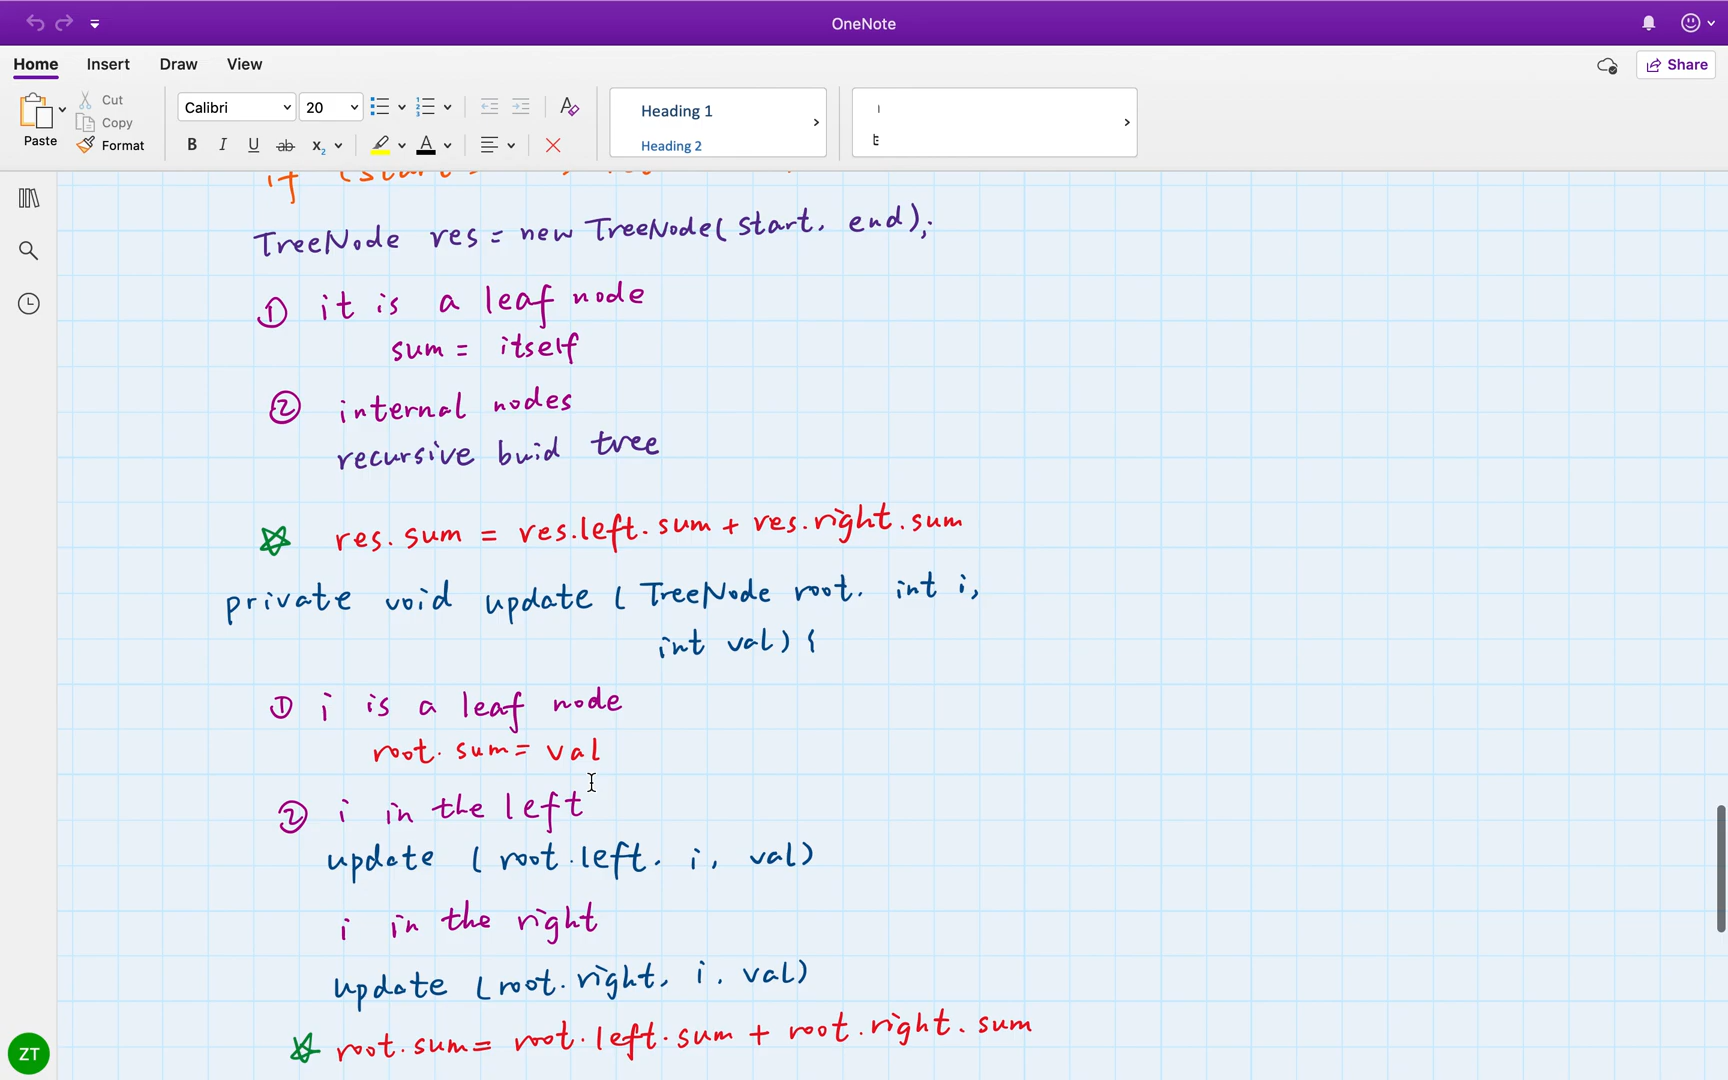 OneNote
Home Insert Draw View
Share
Paste
Cut
Copy
Format
Calibri
20
B I U ab x₂ A
Heading 1
Heading 2
if (start
TreeNode res = new TreeNode( start, end);
① it is a leaf node
sum = itself
② internal nodes
recursive buid tree
res. sum = res.left. sum + res. right. sum
private void update ( TreeNode root. int i,
int val) {
① i is a leaf node
root. sum = val
② i in the left
update ( root.left. i, val)
i in the right
update (root. right, i, val)
root. sum = root. left. sum + root. right. sum
ZT